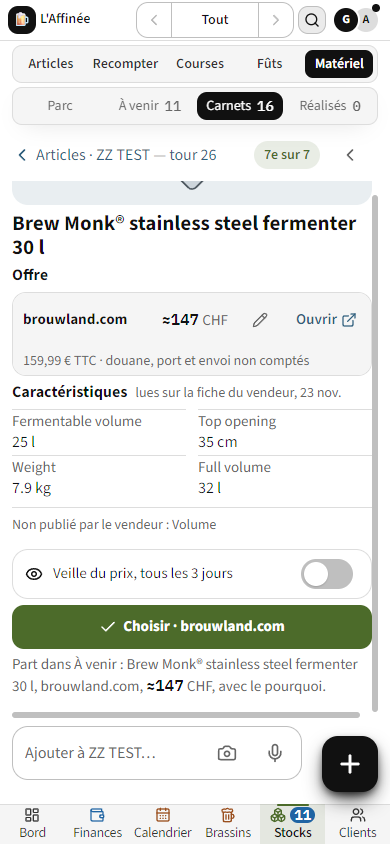 L'Affinée
Tout
G
A
Articles
Recompter
Courses
Fûts
Matériel
Parc
À venir 11
Carnets 16
Réalisés 0
Articles · ZZ TEST — tour 26
7e sur 7
Brew Monk® stainless steel fermenter
30 l
Offre
brouwland.com
≈147 CHF
Ouvrir
159,99 € TTC · douane, port et envoi non comptés
Caractéristiques lues sur la fiche du vendeur, 23 nov.
Fermentable volume
Top opening
25 l
35 cm
Weight
Full volume
7.9 kg
32 l
Non publié par le vendeur : Volume
Veille du prix, tous les 3 jours
Choisir · brouwland.com
Part dans À venir : Brew Monk® stainless steel fermenter
30 l, brouwland.com, ≈147 CHF, avec le pourquoi.
Ajouter à ZZ TEST…
11
Bord
Finances
Calendrier
Brassins
Stocks
Clients